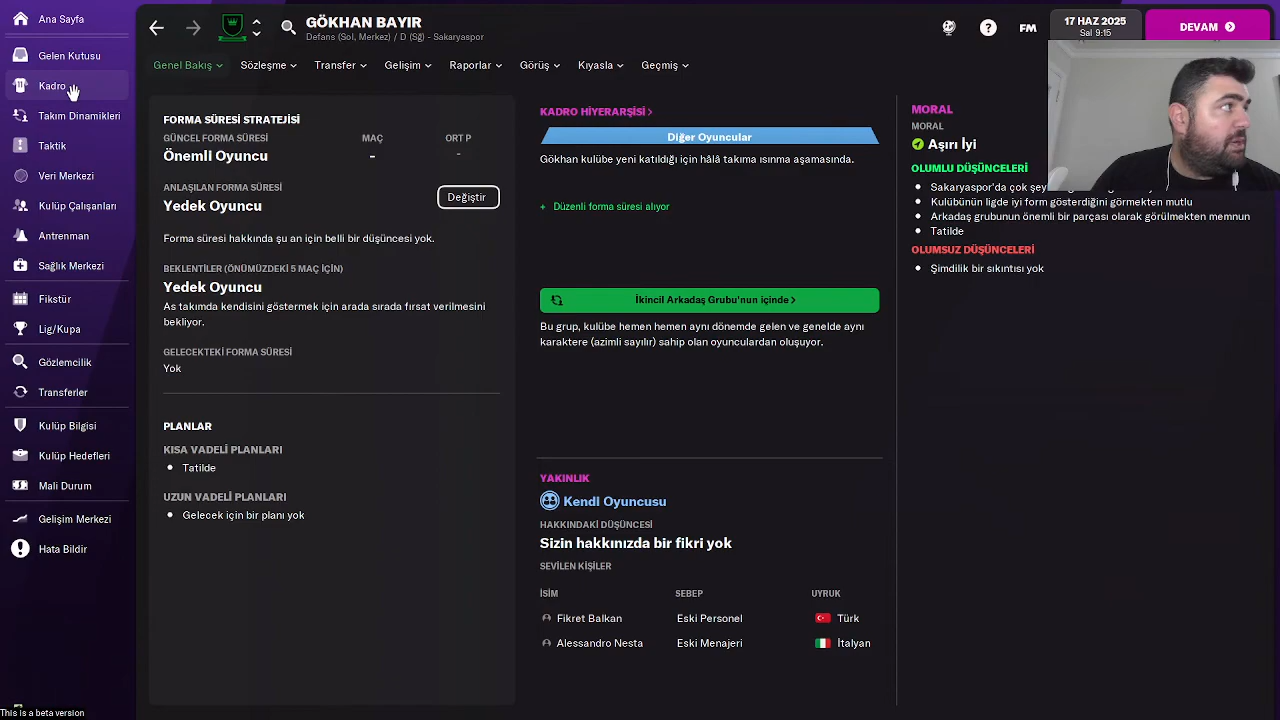 Ana Sayfa
Gelen Kutusu
Kadro
Takım Dinamikleri
Taktik
Veri Merkezi
Kulüp Çalışanları
Antrenman
Sağlık Merkezi
Fikstür
Lig/Kupa
Gözlemcilik
Transferler
Kulüp Bilgisi
Kulüp Hedefleri
Mali Durum
Gelişim Merkezi
Hata Bildir
This is a beta version
GÖKHAN BAYIR
Defans (Sol, Merkez) / D (Sğ) - Sakaryaspor
FM
17 HAZ 2025
Sal 9:15
DEVAM
Genel Bakış
Sözleşme
Transfer
Gelişim
Raporlar
Görüş
Kıyasla
Geçmiş
FORMA SÜRESİ STRATEJİSİ
GÜNCEL FORMA SÜRESİ MAÇ ORT P
Önemli Oyuncu - -
ANLAŞILAN FORMA SÜRESİ
Yedek Oyuncu
Değiştir
Forma süresi hakkında şu an için belli bir düşüncesi yok.
BEKLENTİLER (ÖNÜMÜZDEKİ 5 MAÇ İÇİN)
Yedek Oyuncu
As takımda kendisini göstermek için arada sırada fırsat verilmesini
bekliyor.
GELECEKTEKİ FORMA SÜRESİ
Yok
PLANLAR
KISA VADELİ PLANLARI
Tatilde
UZUN VADELİ PLANLARI
Gelecek için bir planı yok
KADRO HİYERARŞİSİ >
Diğer Oyuncular
Gökhan kulübe yeni katıldığı için hâlâ takıma ısınma aşamasında.
+ Düzenli forma süresi alıyor
İkincil Arkadaş Grubu'nun içinde >
Bu grup, kulübe hemen hemen aynı dönemde gelen ve genelde aynı
karaktere (azimli sayılır) sahip olan oyunculardan oluşuyor.
YAKINLIK
Kendi Oyuncusu
HAKKINDAKİ DÜŞÜNCESİ
Sizin hakkınızda bir fikri yok
SEVİLEN KİŞİLER
İSİM SEBEP UYRUK
Fikret Balkan Eski Personel Türk
Alessandro Nesta Eski Menajeri İtalyan
MORAL
MORAL
Aşırı İyi
OLUMLU DÜŞÜNCELERİ
Sakaryaspor'da çok şey
Kulübünün ligde iyi form gösterdiğini görmekten mutlu
Arkadaş grubunun önemli bir parçası olarak görülmekten memnun
Tatilde
OLUMSUZ DÜŞÜNCELERİ
Şimdilik bir sıkıntısı yok